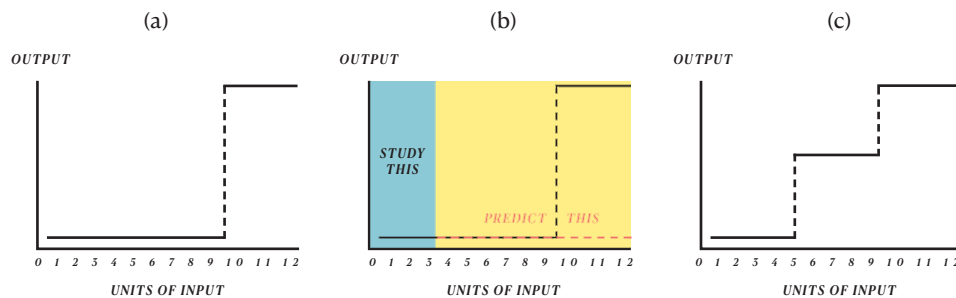 (a)
OUTPUT
0 1 2 3 4 5 6 7 8 9 10 11 12
UNITS OF INPUT
(b)
OUTPUT
STUDY
THIS
PREDICT THIS
0 1 2 3 4 5 6 7 8 9 10 11 12
UNITS OF INPUT
(c)
OUTPUT
0 1 2 3 4 5 6 7 8 9 10 11 12
UNITS OF INPUT